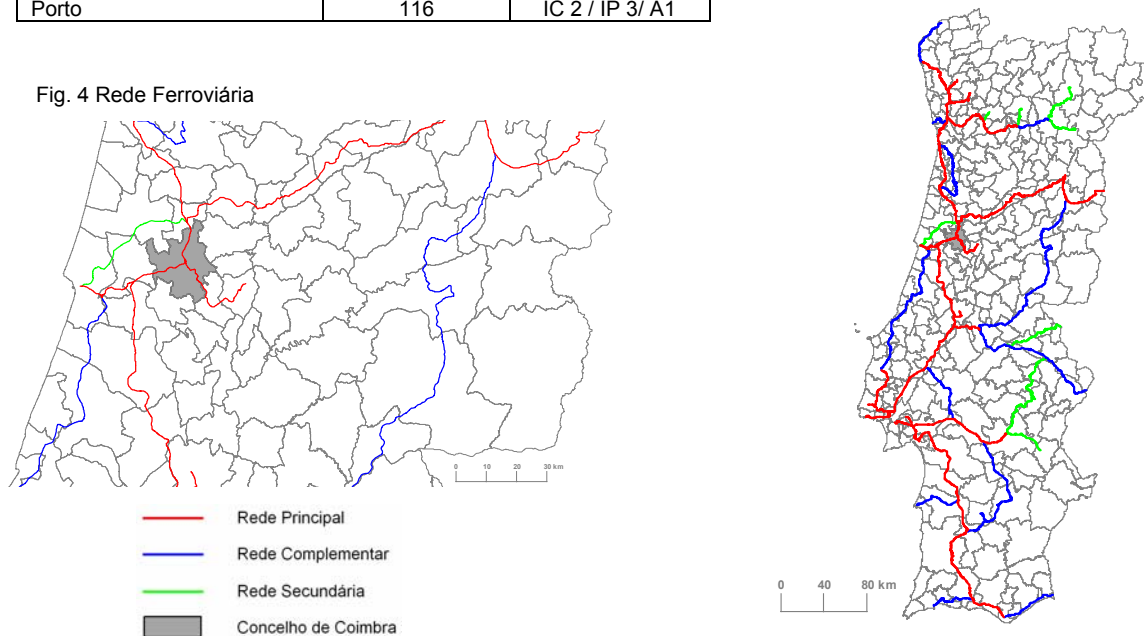 Porto 116 IC 2 / IP 3/ A1
Fig. 4 Rede Ferroviária
0 10 20 30 km
Rede Principal
Rede Complementar
Rede Secundária
Concelho de Coimbra
0 40 80 km